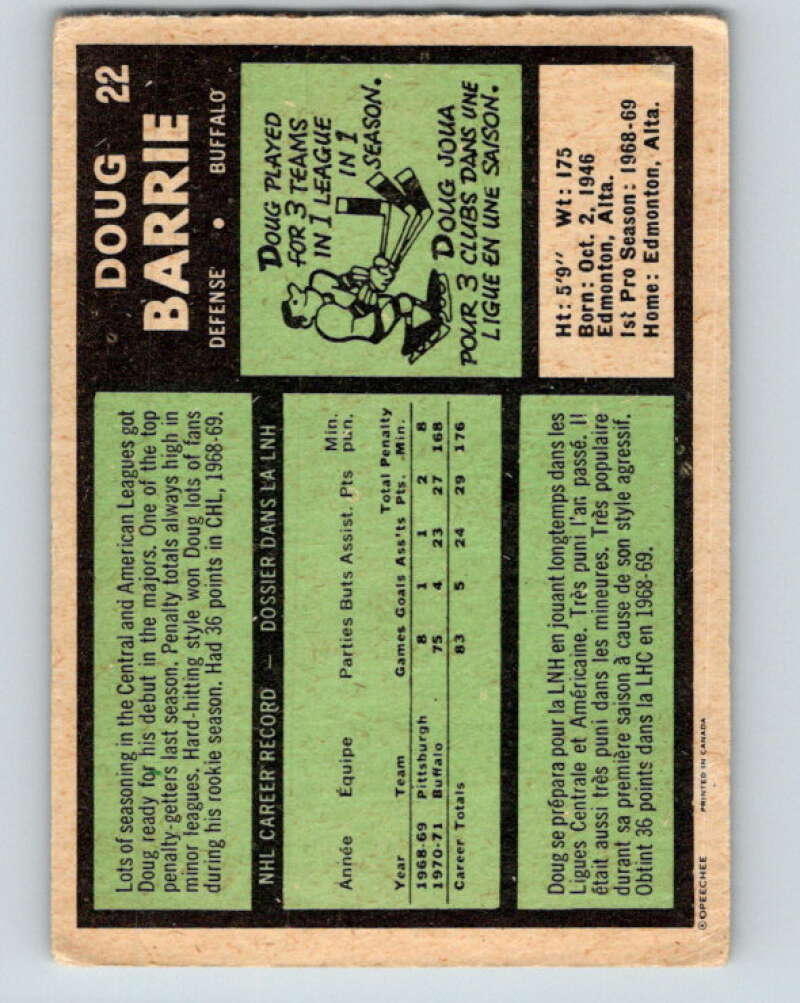 DOUG 22
BARRIE
DEFENSE • BUFFALO
DOUG PLAYED
FOR 3 TEAMS
IN 1 LEAGUE
IN 1
SEASON.
DOUG JOUA
POUR 3 CLUBS DANS UNE
LIGUE EN UNE SAISON.
Ht: 5'9" Wt: 175
Born: Oct. 2, 1946
Edmonton, Alta.
1st Pro Season: 1968-69
Home: Edmonton, Alta.
Lots of seasoning in the Central and American Leagues got
Doug ready for his debut in the majors. One of the top
penalty-getters last season. Penalty totals always high in
minor leagues. Hard-hitting style won Doug lots of fans
during his rookie season. Had 36 points in CHL, 1968-69.
NHL CAREER RECORD — DOSSIER DANS LA LNH
Min.
Année Équipe Parties Buts Assist. Pts pun.
Total Penalty
Year Team Games Goals Ass'ts Pts. Min.
1968-69 Pittsburgh 8 1 1 2 8
1970-71 Buffalo 75 4 23 27 168
Career Totals 83 5 24 29 176
Doug se prépara pour la LNH en jouant longtemps dans les
Ligues Centrale et Américaine. Très puni l'an passé. Il
était aussi très puni dans les mineures. Très populaire
durant sa première saison à cause de son style agressif.
Obtint 36 points dans la LHC en 1968-69.
© OPEECHEE PRINTED IN CANADA